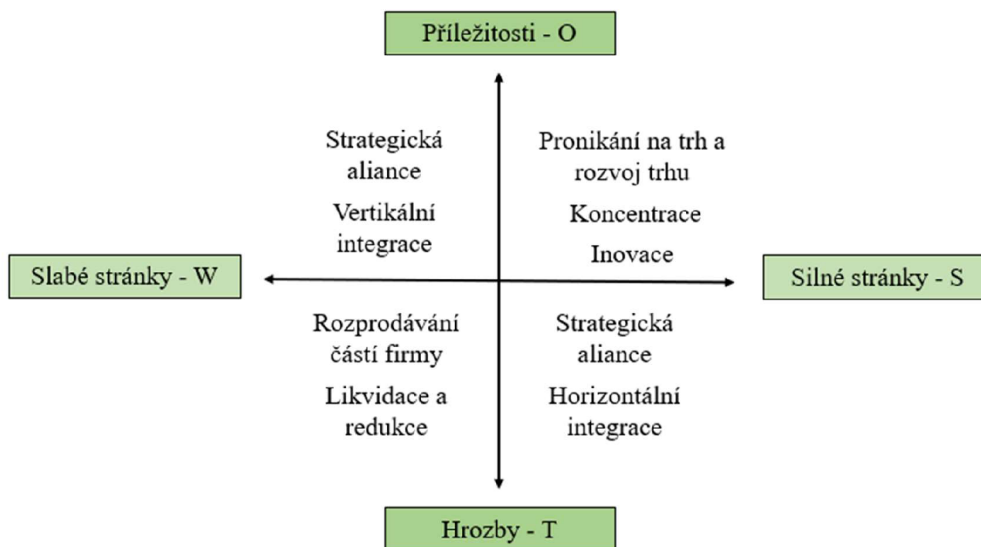 Příležitosti - O
Strategická
aliance
Vertikální
integrace
Pronikání na trh a
rozvoj trhu
Koncentrace
Inovace
Slabé stránky - W
Silné stránky - S
Rozprodávání
částí firmy
Likvidace a
redukce
Strategická
aliance
Horizontální
integrace
Hrozby - T